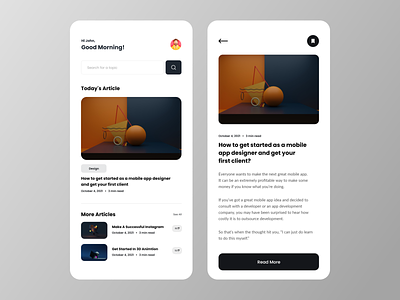 Hi John,
Good Morning!
Search for a topic
Today's Article
Design
How to get started as a mobile app designer
and get your first client
October 4, 2021 • 3 min read
More Articles
See All
Make A Successful Instagram
October 4, 2021 • 3 min read
Get Started In 3D Animtion
October 4, 2021 • 3 min read
October 4, 2021 • 3 min read
How to get started as a mobile
app designer and get your
first client?
Everyone wants to make the next great mobile app.
It can be an extremely profitable way to make some
money if you know what you're doing.
If you've got a great mobile app idea and decided to
consult with a developer or an app development
company, you may have been surprised to hear how
costly it is to outsource development.
So that's when the thought hit you, "I can just do learn
to do this myself."
Read More